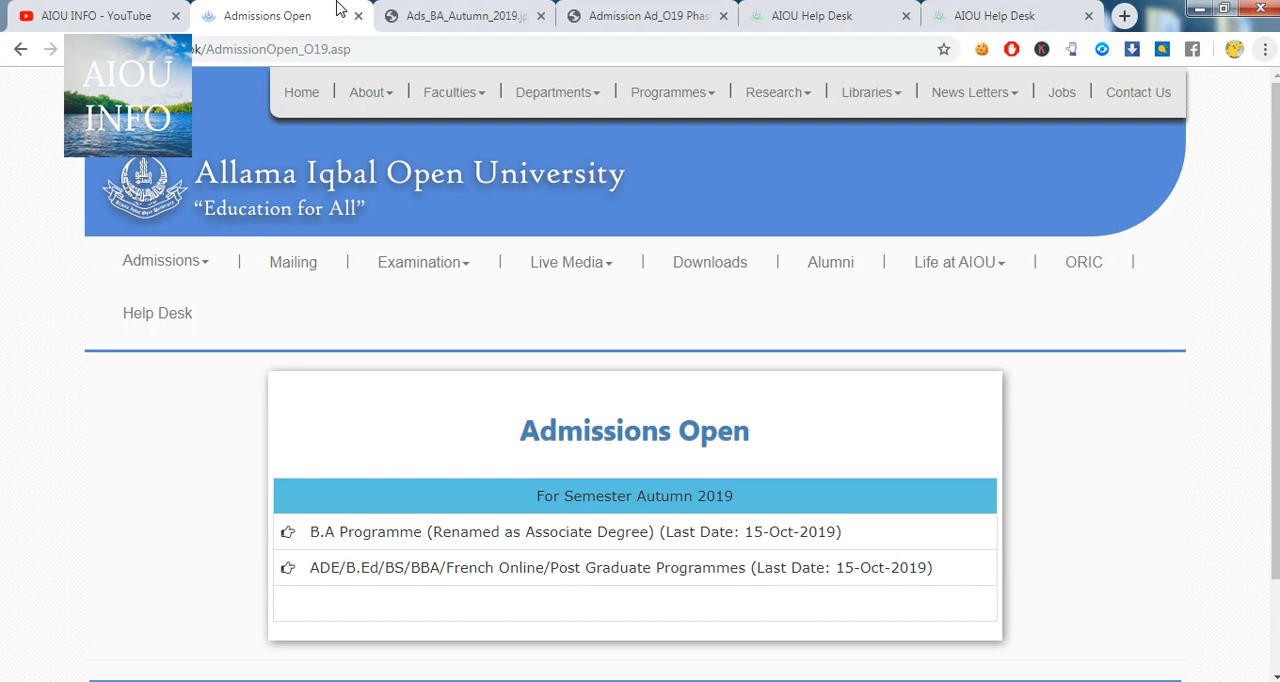 AIOU INFO - YouTube
Admissions Open
Ads_BA_Autumn_2019.j
Admission Ad_O19 Phas
AIOU Help Desk
AIOU Help Desk
k/AdmissionOpen_O19.asp
AIOU
INFO
Home | About | Faculties | Departments | Programmes | Research | Libraries | News Letters | Jobs | Contact Us
Allama Iqbal Open University
“Education for All”
Admissions | Mailing | Examination | Live Media | Downloads | Alumni | Life at AIOU | ORIC |
Help Desk
Admissions Open
For Semester Autumn 2019
B.A Programme (Renamed as Associate Degree) (Last Date: 15-Oct-2019)
ADE/B.Ed/BS/BBA/French Online/Post Graduate Programmes (Last Date: 15-Oct-2019)